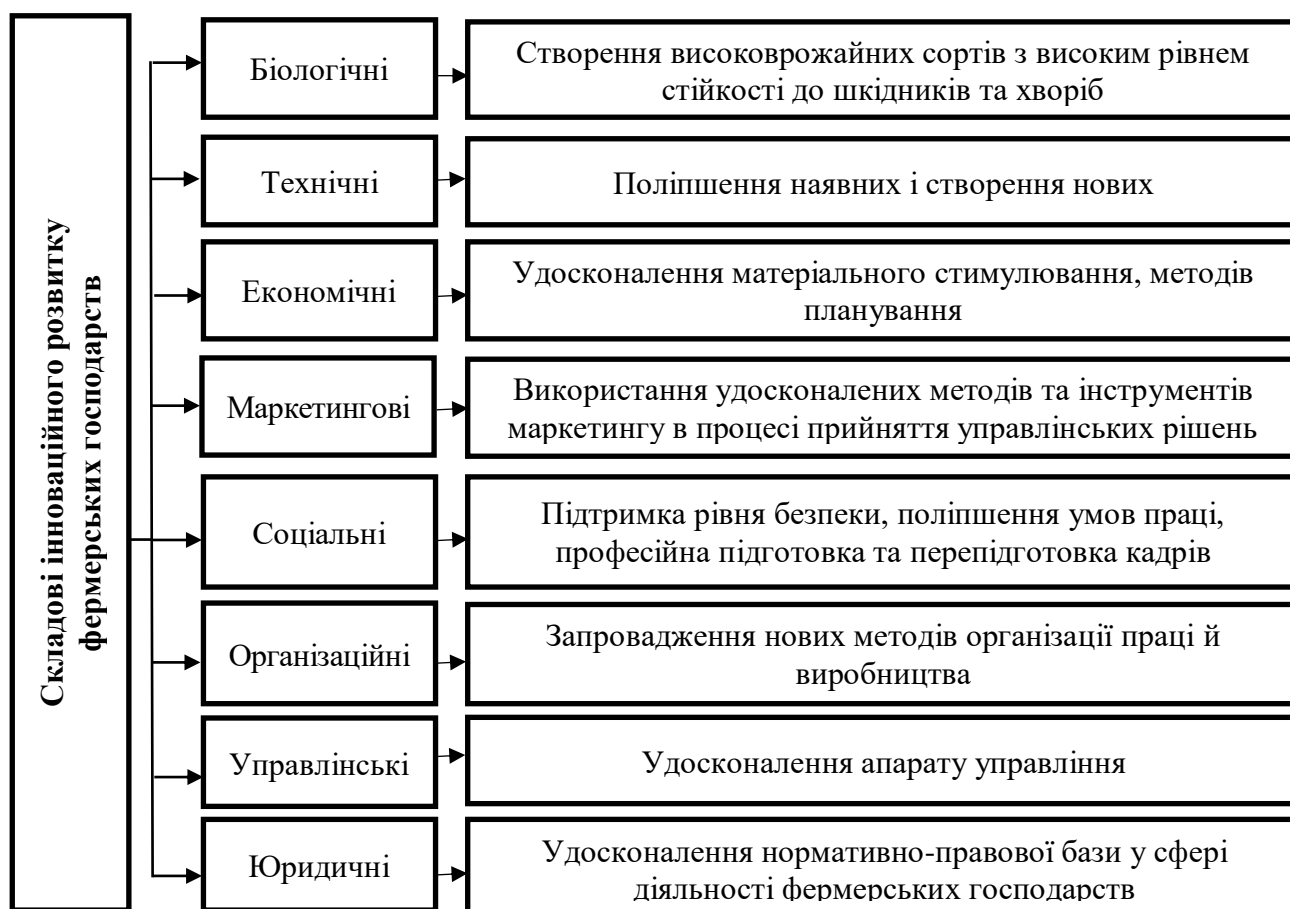 Складові інноваційного розвитку
фермерських господарств
Біологічні
Створення високоврожайних сортів з високим рівнем
стійкості до шкідників та хвороб
Технічні
Поліпшення наявних і створення нових
Економічні
Удосконалення матеріального стимулювання, методів
планування
Маркетингові
Використання удосконалених методів та інструментів
маркетингу в процесі прийняття управлінських рішень
Соціальні
Підтримка рівня безпеки, поліпшення умов праці,
професійна підготовка та перепідготовка кадрів
Організаційні
Запровадження нових методів організації праці й
виробництва
Управлінські
Удосконалення апарату управління
Юридичні
Удосконалення нормативно-правової бази у сфері
діяльності фермерських господарств